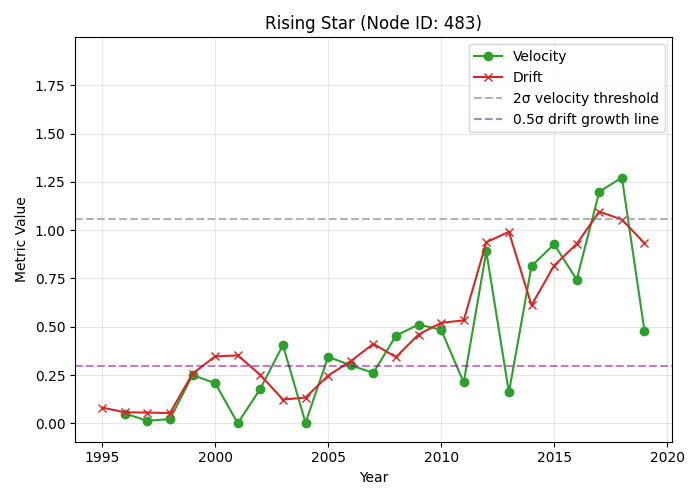 Rising Star (Node ID: 483)
Velocity
Drift
2σ velocity threshold
0.5σ drift growth line
1.75
1.50
1.25
1.00
0.75
0.50
0.25
0.00
Metric Value
1995
2000
2005
2010
2015
2020
Year